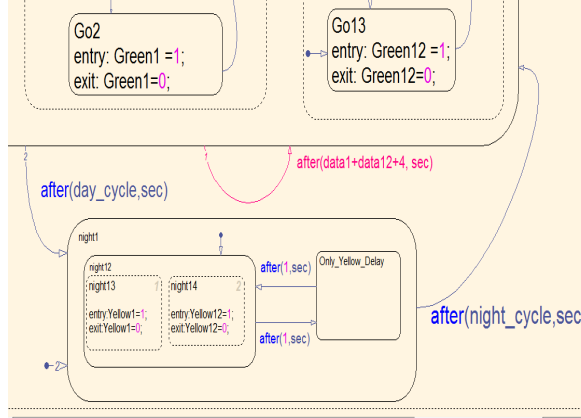 Go2
entry: Green1 =1;
exit: Green1=0;
Go13
entry: Green12 =1;
exit: Green12=0;
2
1
after(data1+data12+4, sec)
after(day_cycle,sec)
night1
night12
night13 1
entry:Yellow1=1;
exit:Yellow1=0;
night14 2
entry:Yellow12=1;
exit:Yellow12=0;
after(1,sec)
Only_Yellow_Delay
after(1,sec)
after(night_cycle,sec
2